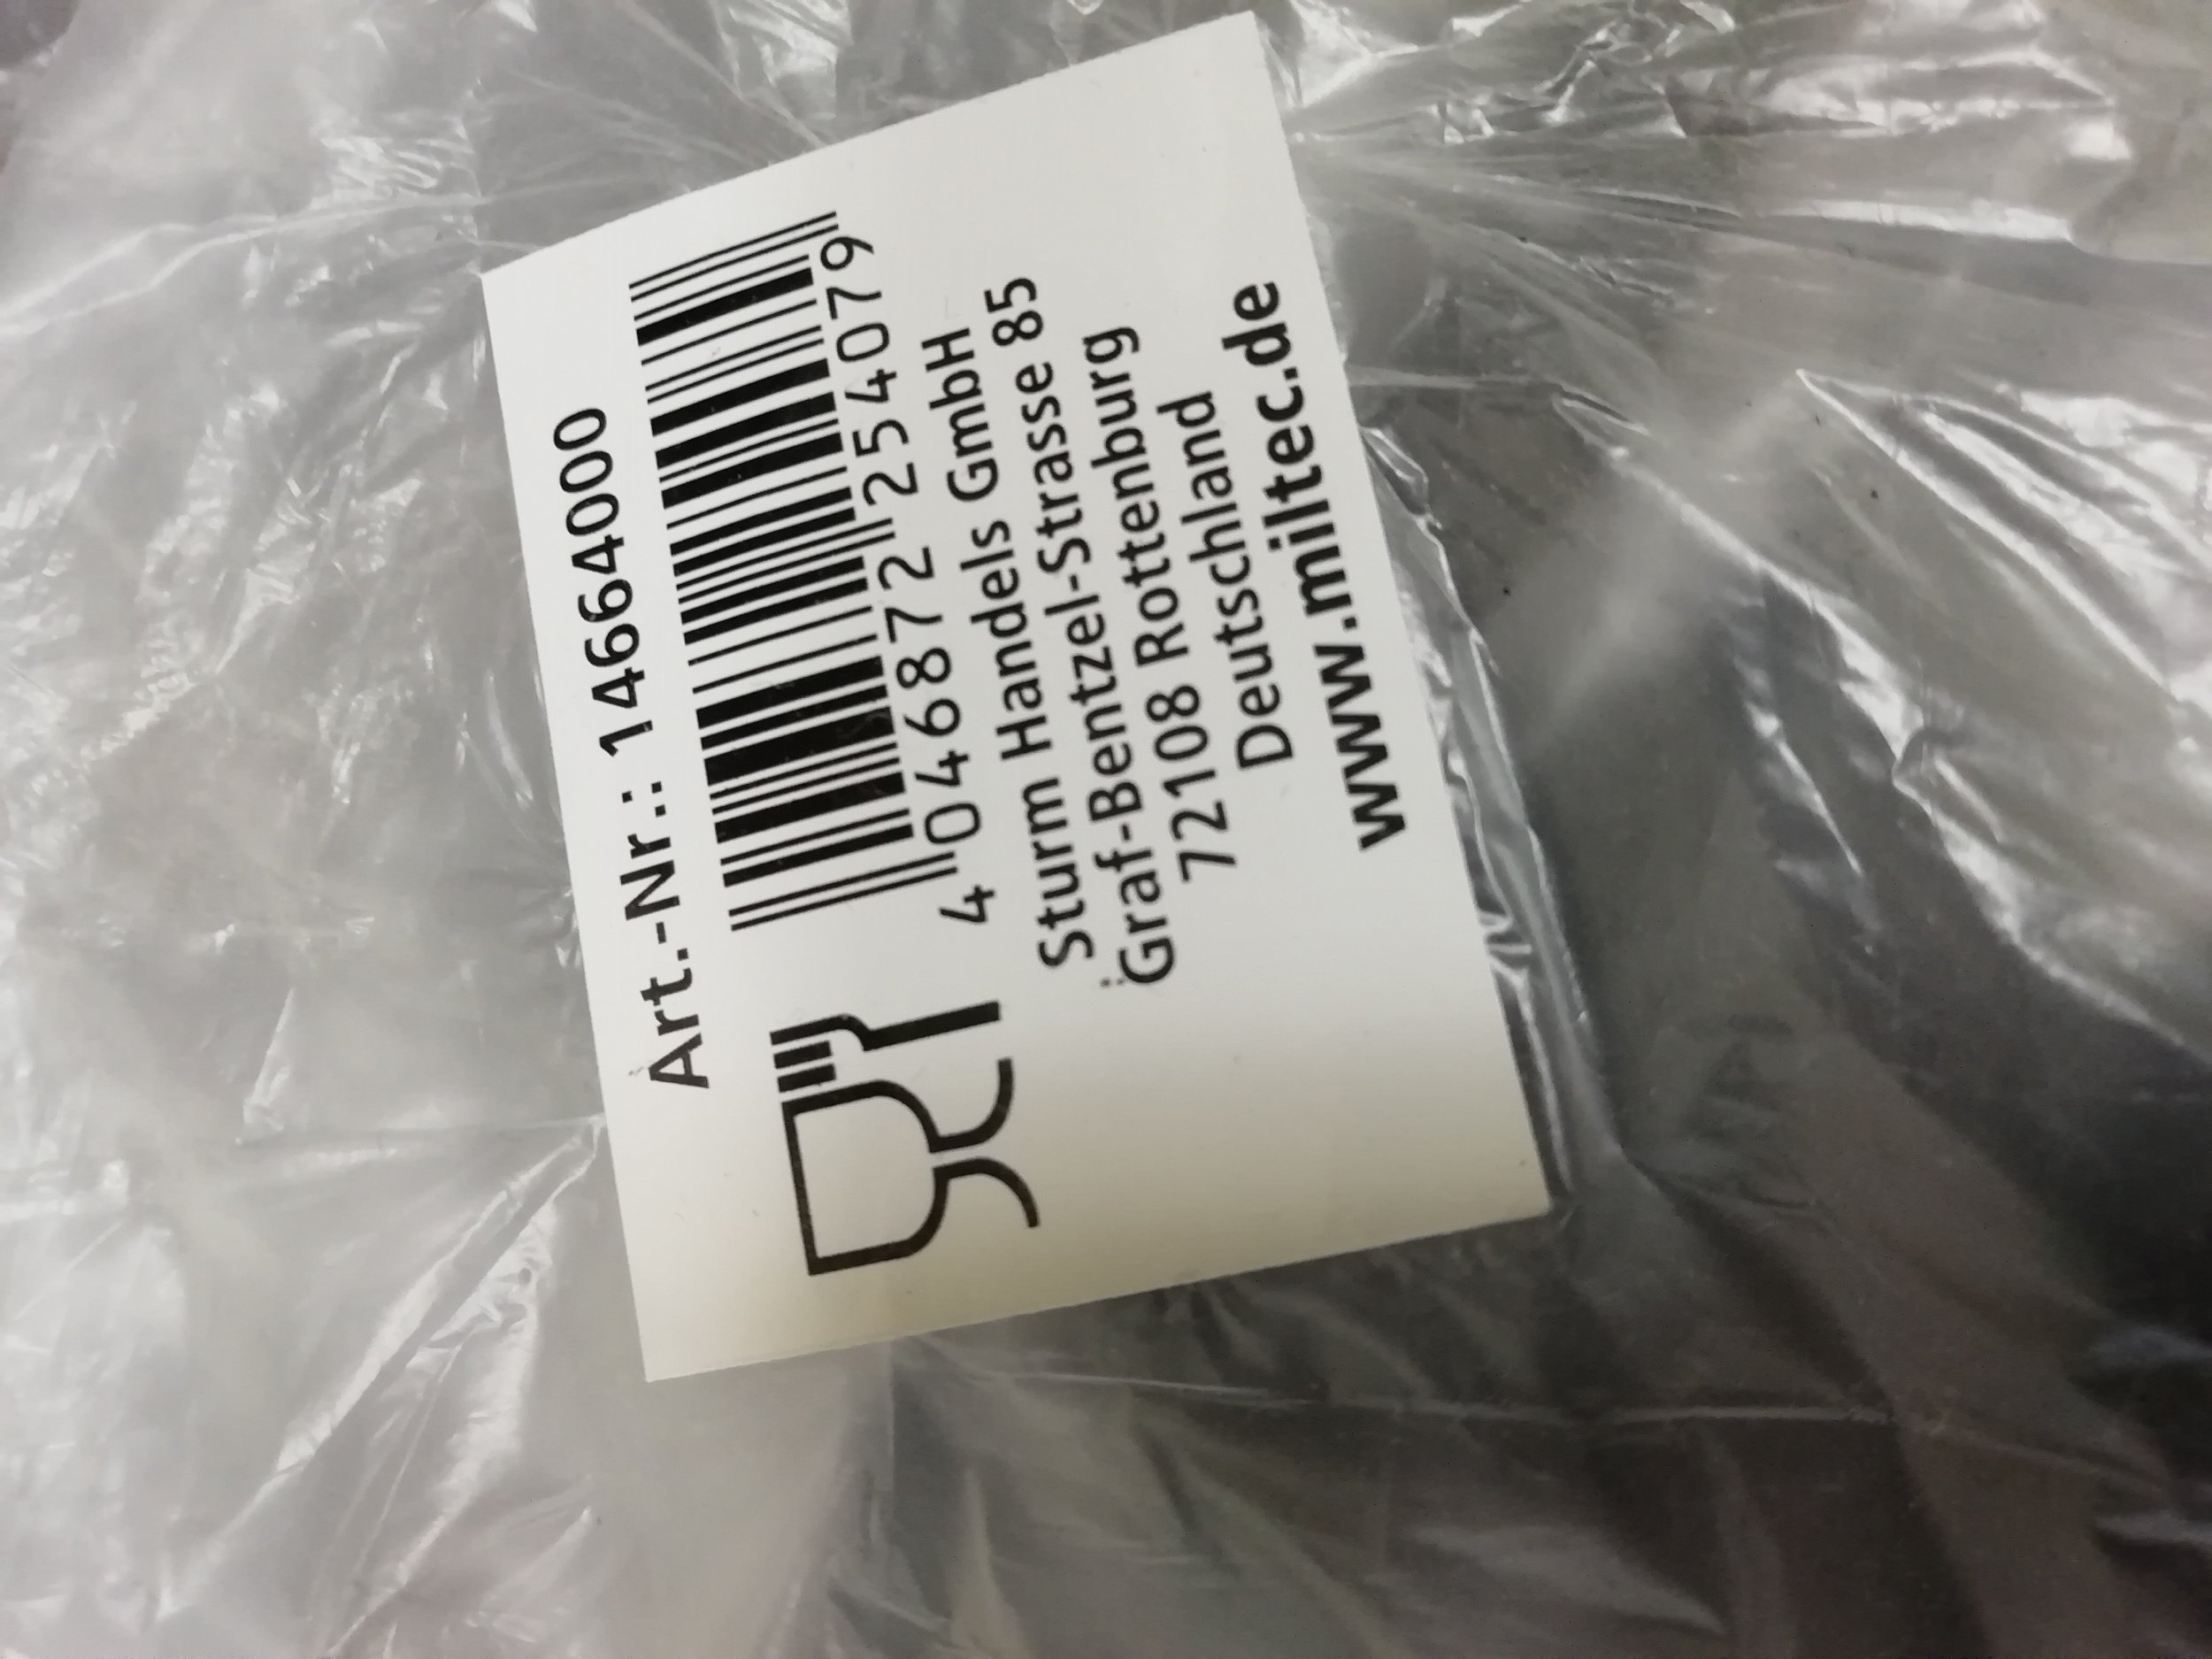 Art.-Nr.: 14664000
4 046872 254079
Sturm Handels GmbH
Graf-Bentzel-Strasse 85
72108 Rottenburg
Deutschland
www.miltec.de